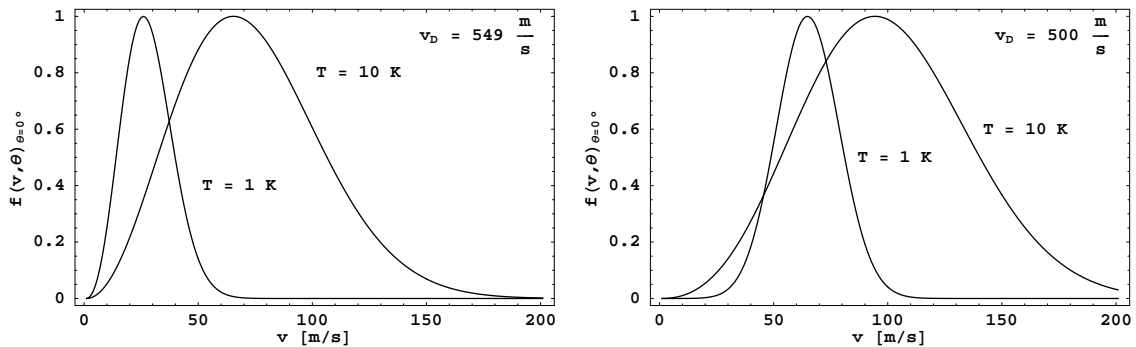 1
0.8
0.6
0.4
0.2
0
f(v,θ)θ=0°
v_D = 549 m/s
T = 10 K
T = 1 K
0 50 100 150 200
v [m/s]
1
0.8
0.6
0.4
0.2
0
f(v,θ)θ=0°
v_D = 500 m/s
T = 10 K
T = 1 K
0 50 100 150 200
v [m/s]